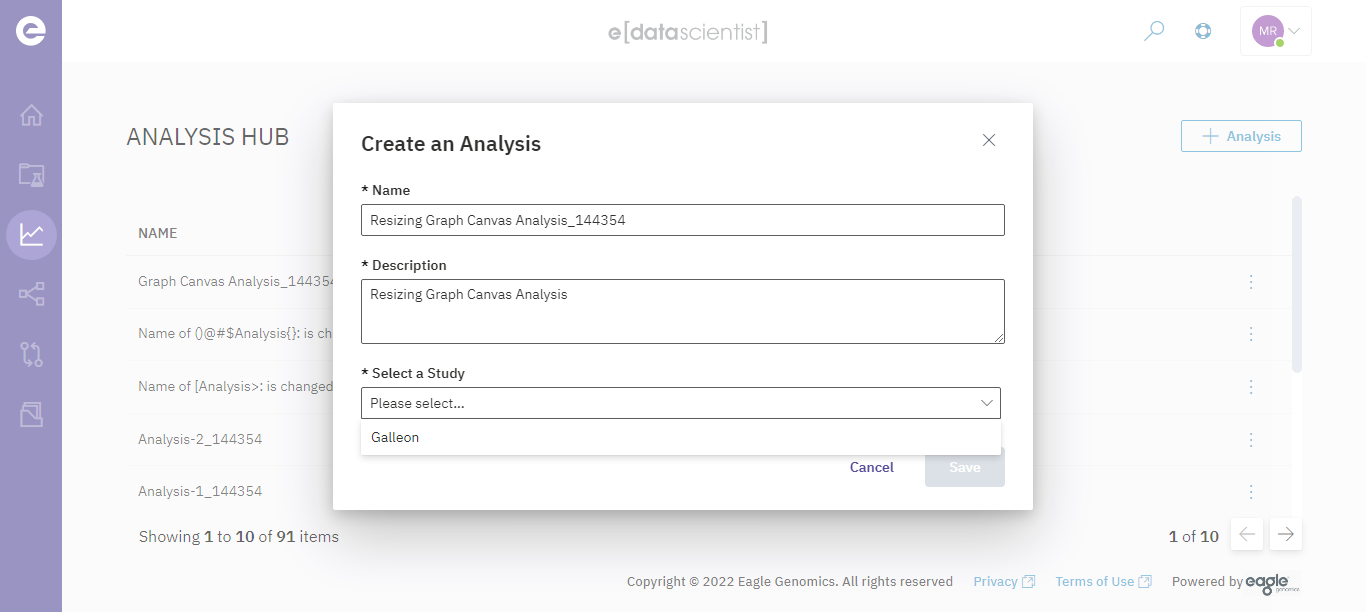 e[datascientist]
MR
ANALYSIS HUB
Analysis
NAME
Graph Canvas Analysis_144354
Name of ()@#$Analysis{}: is ch
Name of [Analysis>: is changed
Analysis-2_144354
Analysis-1_144354
Create an Analysis
* Name
Resizing Graph Canvas Analysis_144354
* Description
Resizing Graph Canvas Analysis
* Select a Study
Please select...
Galleon
Cancel
Save
Showing 1 to 10 of 91 items
1 of 10
Copyright © 2022 Eagle Genomics. All rights reserved
Privacy
Terms of Use
Powered by eagle genomics